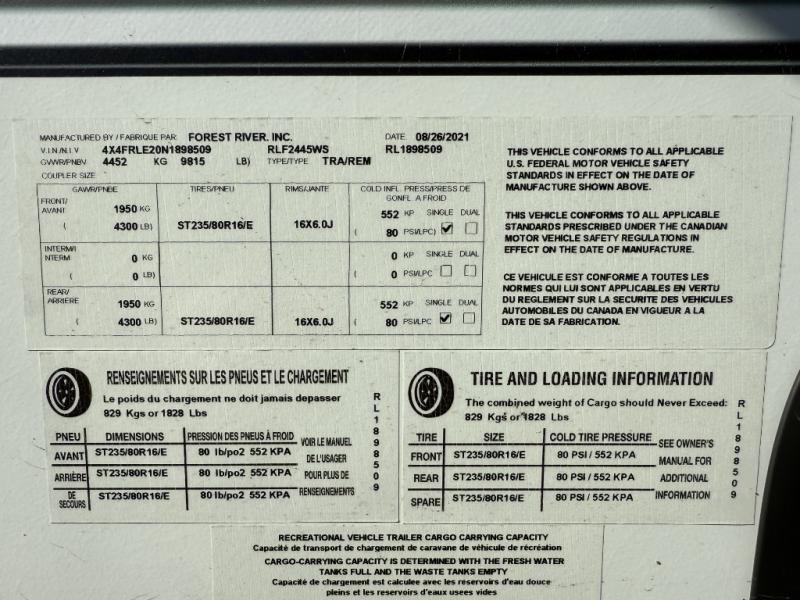 MANUFACTURED BY / FABRIQUE PAR: FOREST RIVER, INC. DATE 08/26/2021
V.I.N/N.I.V 4X4FRLE20N1898509 RLF2445WS RL1898509
GVWR/PNBV 4452 KG 9815 LB) TYPE/TYPE TRA/REM
COUPLER SIZE
GAWR/PNBE TIRES/PNEU RIMS/JANTE COLD INFL. PRESS/PRESS DE
GONFL. A FROID
FRONT/
AVANT 1950 KG 552 KP SINGLE DUAL
( 4300 LB) ST235/80R16/E 16X6.0J ( 80 PSI/LPC)
INTERM/I
NTERM 0 KG 0 KP SINGLE DUAL
( 0 LB) ( 0 PSI/LPC
REAR/
ARRIÈRE 1950 KG 552 KP SINGLE DUAL
( 4300 LB) ST235/80R16/E 16X6.0J ( 80 PSI/LPC
THIS VEHICLE CONFORMS TO ALL APPLICABLE
U.S. FEDERAL MOTOR VEHICLE SAFETY
STANDARDS IN EFFECT ON THE DATE OF
MANUFACTURE SHOWN ABOVE.
THIS VEHICLE CONFORMS TO ALL APPLICABLE
STANDARDS PRESCRIBED UNDER THE CANADIAN
MOTOR VEHICLE SAFETY REGULATIONS IN
EFFECT ON THE DATE OF MANUFACTURE.
CE VEHICULE EST CONFORME A TOUTES LES
NORMES QUI LUI SONT APPLICABLES EN VERTU
DU REGLEMENT SUR LA SECURITE DES VEHICULES
AUTOMOBILES DU CANADA EN VIGUEUR A LA
DATE DE SA FABRICATION.
RENSEIGNEMENTS SUR LES PNEUS ET LE CHARGEMENT
Le poids du chargement ne doit jamais depasser
829 Kgs or 1828 Lbs
PNEU DIMENSIONS PRESSION DES PNEUS À FROID
AVANT ST235/80R16/E 80 lb/po2 552 KPA
ARRIÈRE ST235/80R16/E 80 lb/po2 552 KPA
DE
SECOURS ST235/80R16/E 80 lb/po2 552 KPA
VOIR LE MANUEL
DE L'USAGER
POUR PLUS DE
RENSEIGNEMENTS
RL1898509
TIRE AND LOADING INFORMATION
The combined weight of Cargo should Never Exceed:
829 Kgs or 1828 Lbs
TIRE SIZE COLD TIRE PRESSURE
FRONT ST235/80R16/E 80 PSI / 552 KPA
REAR ST235/80R16/E 80 PSI / 552 KPA
SPARE ST235/80R16/E 80 PSI / 552 KPA
SEE OWNER'S
MANUAL FOR
ADDITIONAL
INFORMATION
RL1898509
RECREATIONAL VEHICLE TRAILER CARGO CARRYING CAPACITY
Capacité de transport de chargement de caravane de véhicule de récréation
CARGO-CARRYING CAPACITY IS DETERMINED WITH THE FRESH WATER
TANKS FULL AND THE WASTE TANKS EMPTY
Capacité de chargement est calculee avec les reservoirs d'eau douce
pleins et les reservoirs d'eaux usees vides